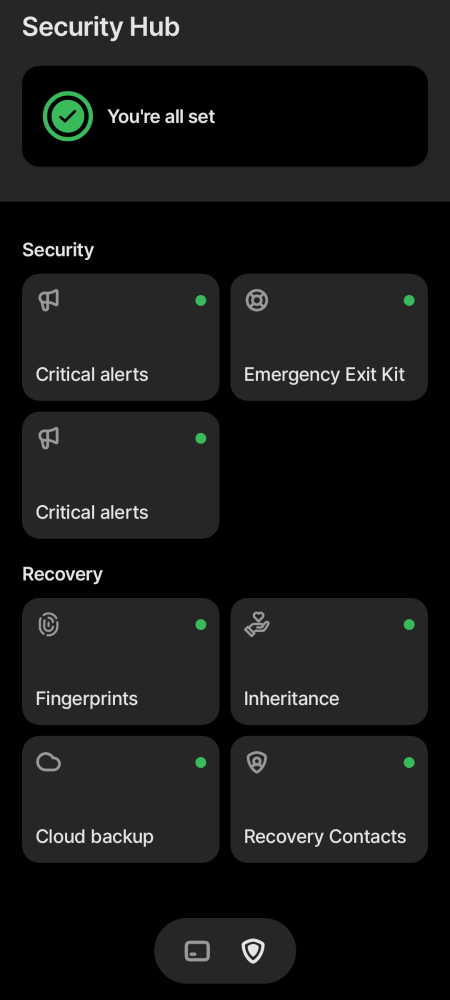 Security Hub
You're all set
Security
Critical alerts
Emergency Exit Kit
Critical alerts
Recovery
Fingerprints
Inheritance
Cloud backup
Recovery Contacts